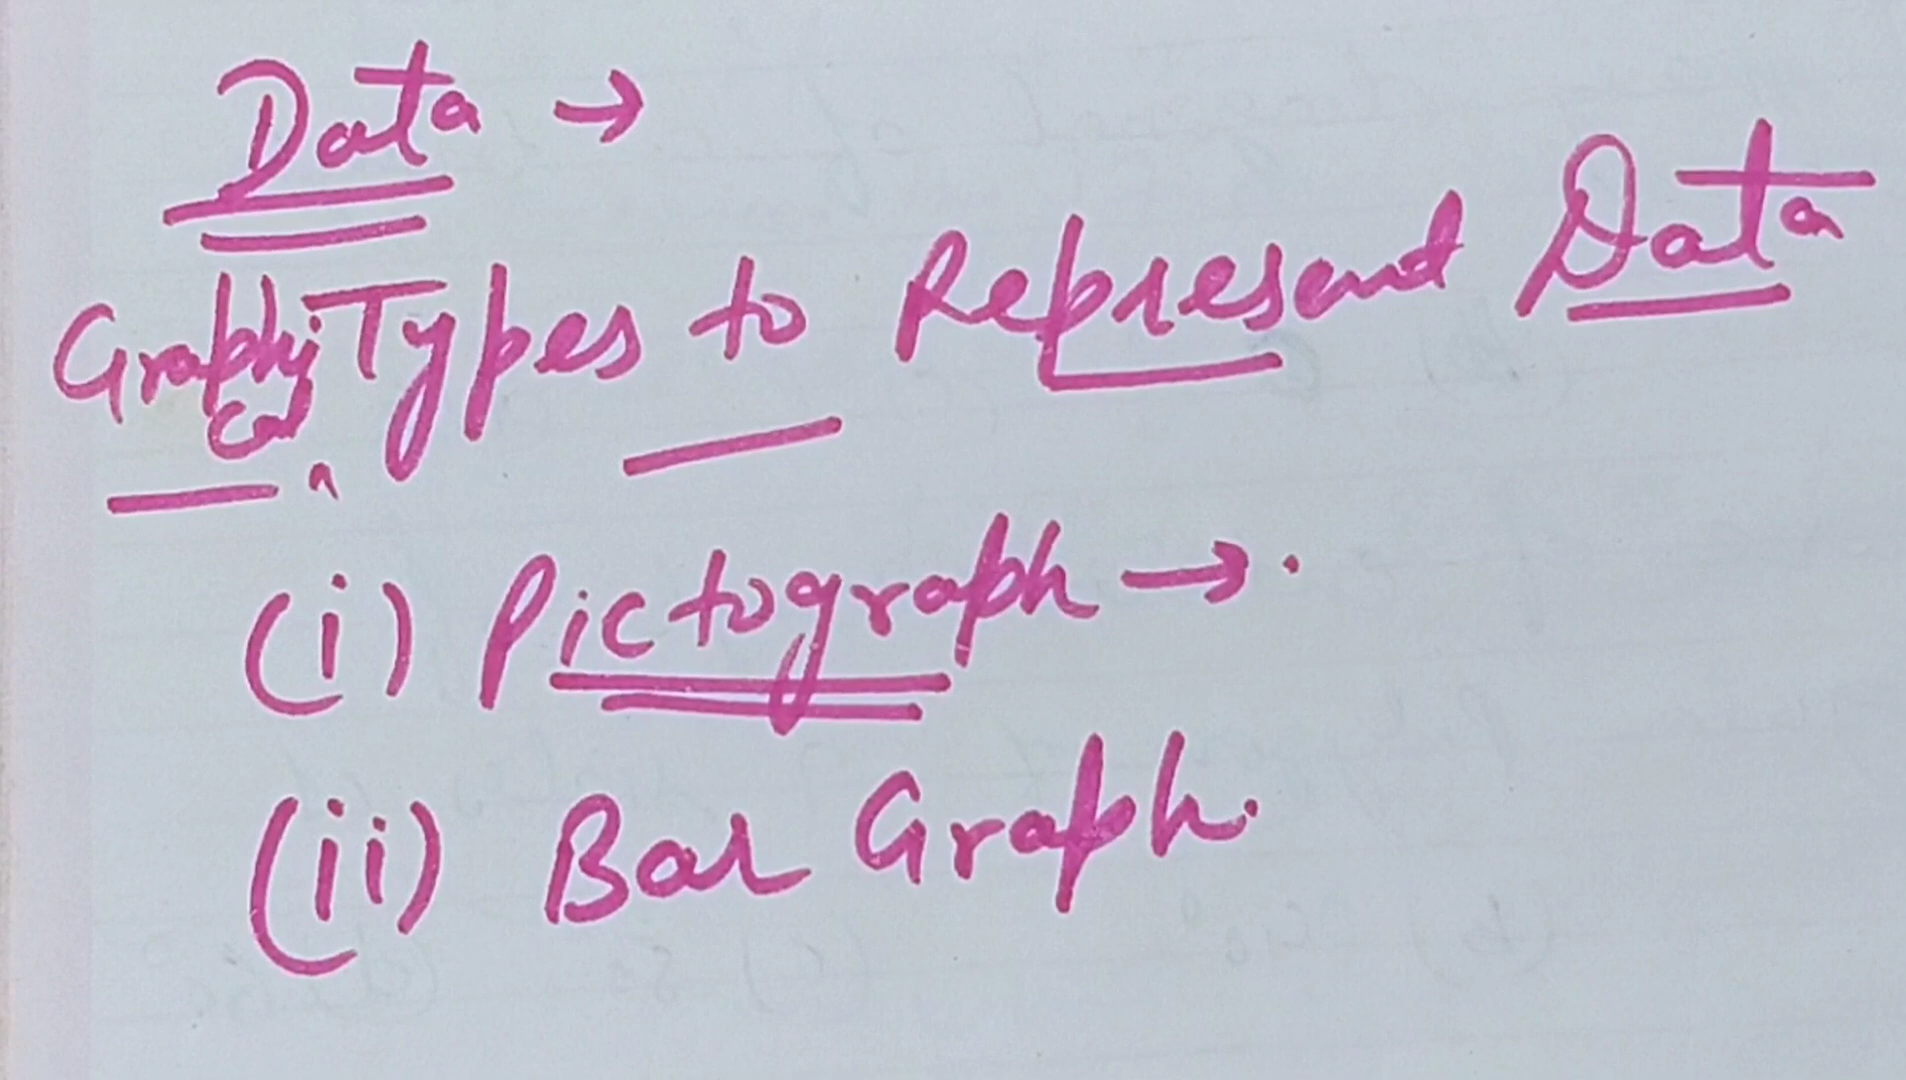 Data →
Graphical Types to Represent Data
(i) Pictograph → .
(ii) Bar Graph.